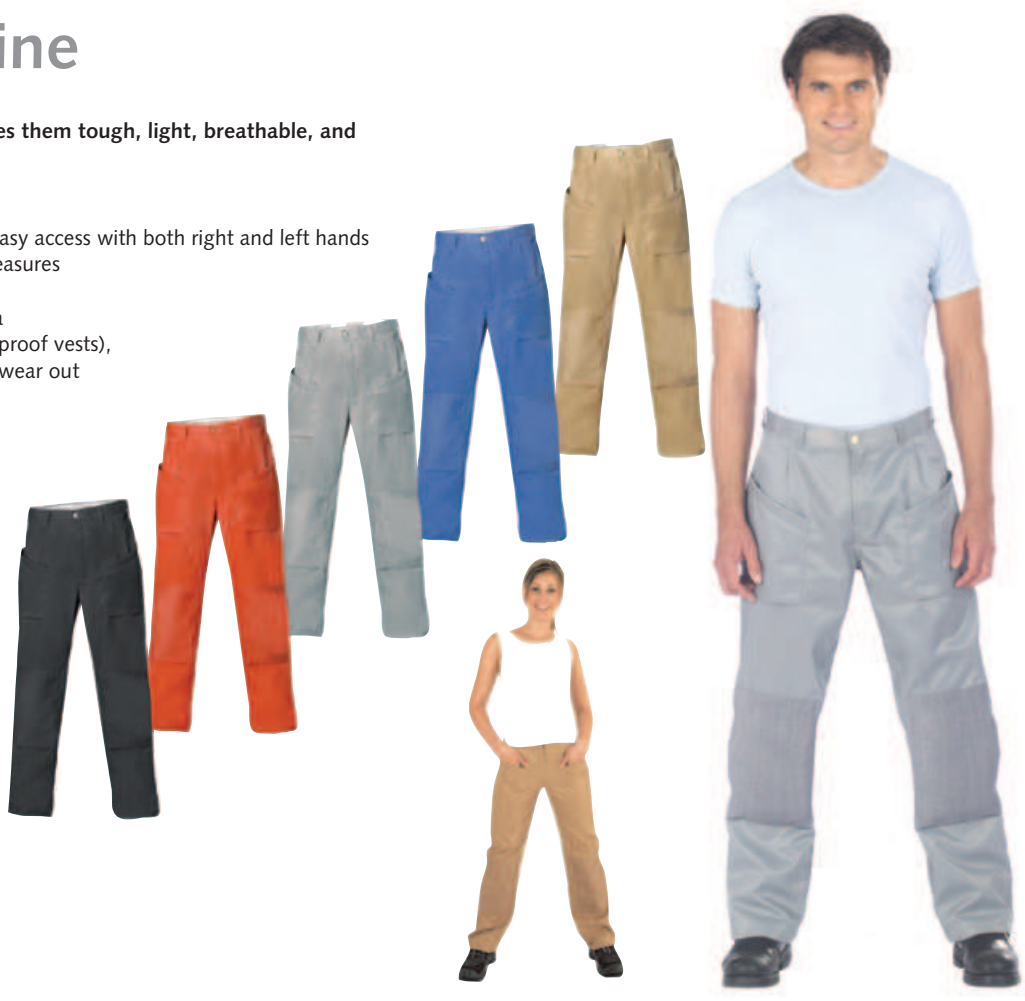 ine
es them tough, light, breathable, and
asy access with both right and left hands
easures
proof vests),
wear out